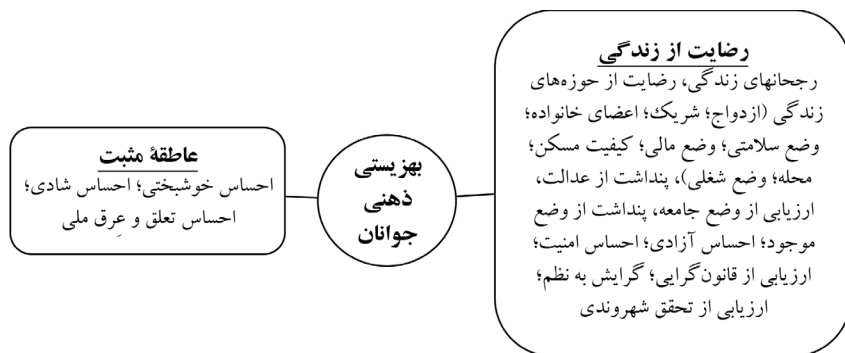 رضایت از زندگی
رجحانهای زندگی، رضایت از حوزه‌های
زندگی (ازدواج؛ شریک؛ اعضای خانواده؛
وضع سلامتی؛ وضع مالی؛ کیفیت مسکن؛
محله؛ وضع شغلی)، پنداشت از عدالت،
ارزیابی از وضع جامعه، پنداشت از وضع
موجود؛ احساس آزادی؛ احساس امنیت؛
ارزیابی از قانون‌گرایی؛ گرایش به نظم؛
ارزیابی از تحقق شهروندی
بهزیستی
ذهنی
جوانان
عاطفهٔ مثبت
احساس خوشبختی؛ احساس شادی؛
احساس تعلق و عِرق ملی